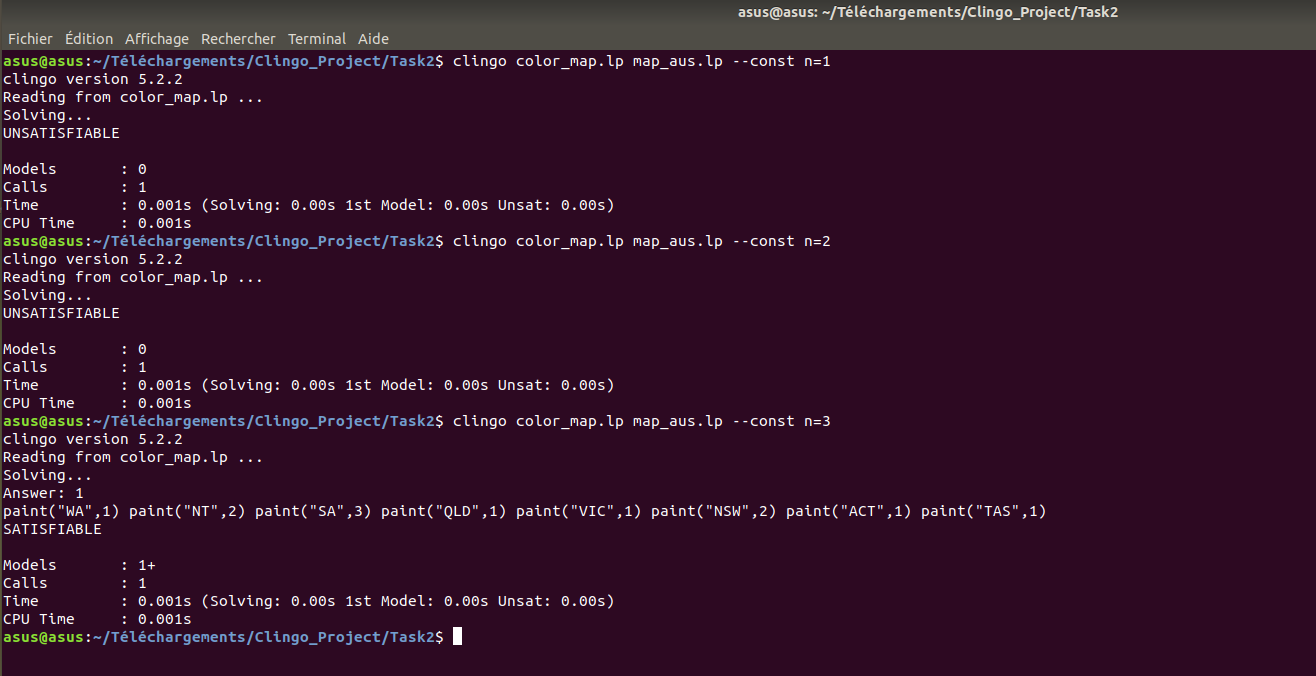 asus@asus: ~/Téléchargements/Clingo_Project/Task2
Fichier Édition Affichage Rechercher Terminal Aide
asus@asus:~/Téléchargements/Clingo_Project/Task2$ clingo color_map.lp map_aus.lp --const n=1
clingo version 5.2.2
Reading from color_map.lp ...
Solving...
UNSATISFIABLE

Models       : 0
Calls        : 1
Time         : 0.001s (Solving: 0.00s 1st Model: 0.00s Unsat: 0.00s)
CPU Time     : 0.001s
asus@asus:~/Téléchargements/Clingo_Project/Task2$ clingo color_map.lp map_aus.lp --const n=2
clingo version 5.2.2
Reading from color_map.lp ...
Solving...
UNSATISFIABLE

Models       : 0
Calls        : 1
Time         : 0.001s (Solving: 0.00s 1st Model: 0.00s Unsat: 0.00s)
CPU Time     : 0.001s
asus@asus:~/Téléchargements/Clingo_Project/Task2$ clingo color_map.lp map_aus.lp --const n=3
clingo version 5.2.2
Reading from color_map.lp ...
Solving...
Answer: 1
paint("WA",1) paint("NT",2) paint("SA",3) paint("QLD",1) paint("VIC",1) paint("NSW",2) paint("ACT",1) paint("TAS",1)
SATISFIABLE

Models       : 1+
Calls        : 1
Time         : 0.001s (Solving: 0.00s 1st Model: 0.00s Unsat: 0.00s)
CPU Time     : 0.001s
asus@asus:~/Téléchargements/Clingo_Project/Task2$